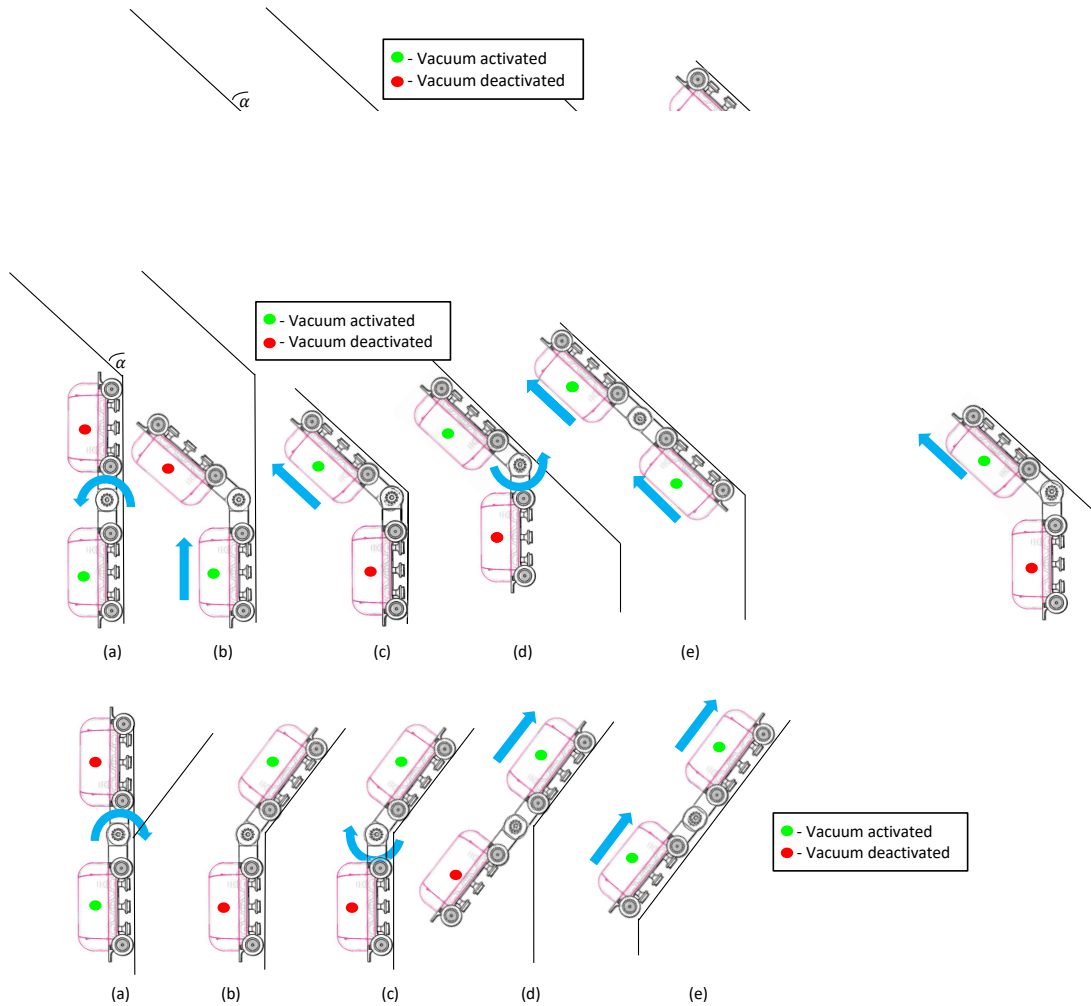 - Vacuum activated
- Vacuum deactivated
α
- Vacuum activated
- Vacuum deactivated
α
(a)
(b)
(c)
(d)
(e)
- Vacuum activated
- Vacuum deactivated
(a)
(b)
(c)
(d)
(e)